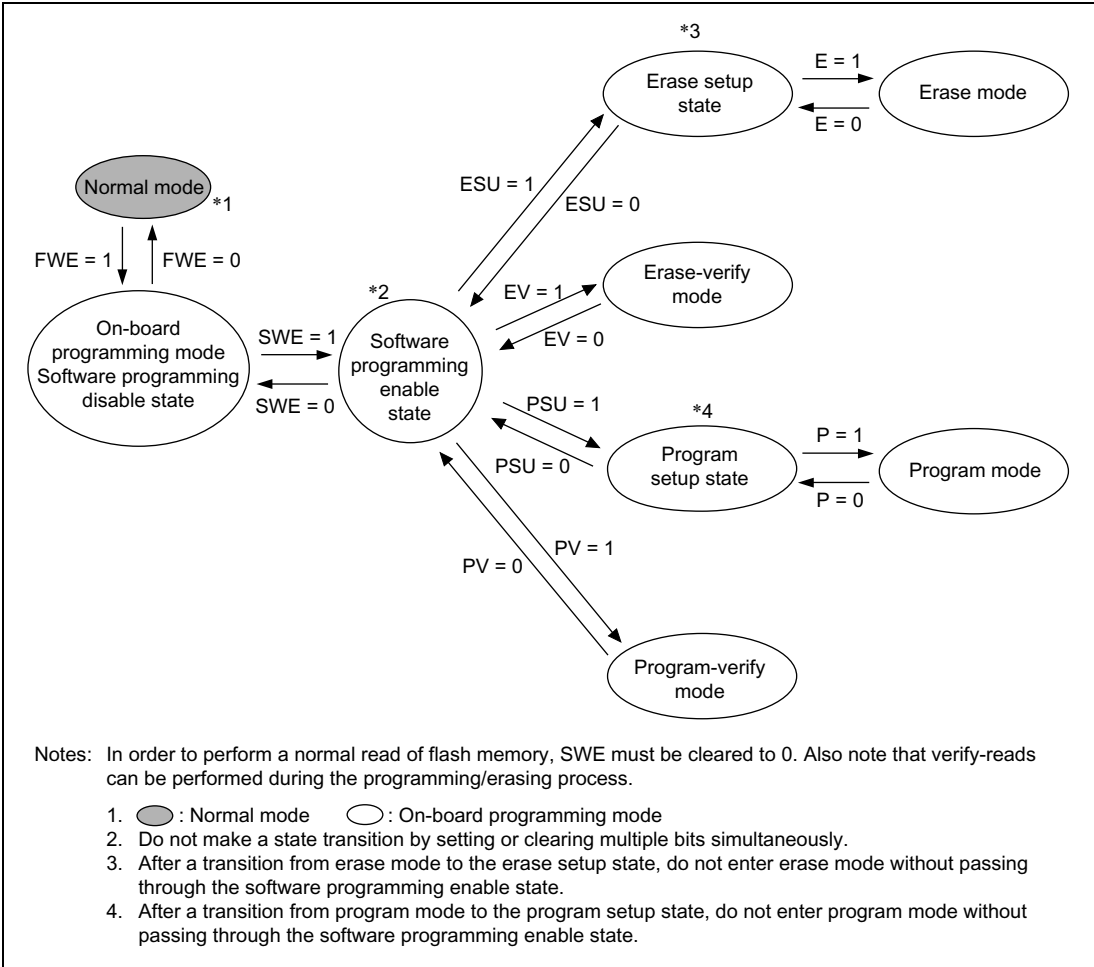 *3
Erase setup
state
E = 1
E = 0
Erase mode
Normal mode
*1
FWE = 1
FWE = 0
ESU = 1
ESU = 0
Erase-verify
mode
EV = 1
EV = 0
*2
On-board
programming mode
Software programming
disable state
SWE = 1
SWE = 0
Software
programming
enable
state
PSU = 1
PSU = 0
*4
Program
setup state
P = 1
P = 0
Program mode
PV = 1
PV = 0
Program-verify
mode
Notes: In order to perform a normal read of flash memory, SWE must be cleared to 0. Also note that verify-reads
can be performed during the programming/erasing process.
1. : Normal mode : On-board programming mode
2. Do not make a state transition by setting or clearing multiple bits simultaneously.
3. After a transition from erase mode to the erase setup state, do not enter erase mode without passing
through the software programming enable state.
4. After a transition from program mode to the program setup state, do not enter program mode without
passing through the software programming enable state.